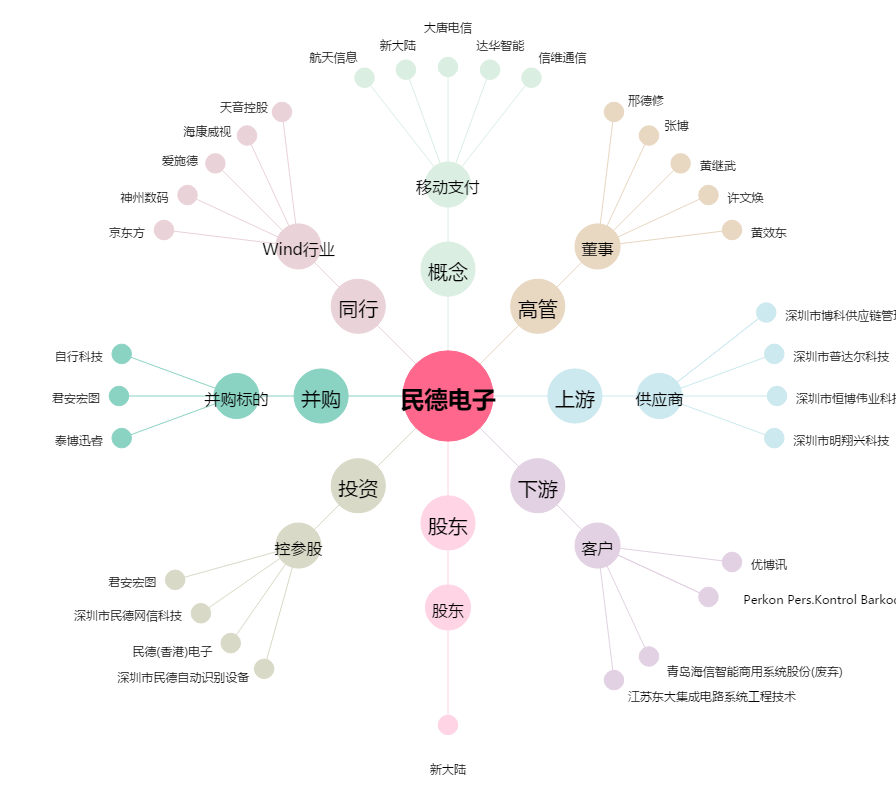 大唐电信
新大陆
达华智能
航天信息
信维通信
移动支付
概念
天音控股
海康威视
爱施德
神州数码
京东方
Wind行业
同行
邢德修
张博
黄继武
许文焕
黄效东
董事
高管
民德电子
自行科技
君安宏图
泰博迅睿
并购标的
并购
上游
供应商
深圳市博科供应链管
深圳市普达尔科技
深圳市恒博伟业科技
深圳市明翔兴科技
投资
控参股
君安宏图
深圳市民德网信科技
民德(香港)电子
深圳市民德自动识别设备
股东
股东
新大陆
下游
客户
优博讯
Perkon Pers.Kontrol Barkod
青岛海信智能商用系统股份(废弃)
江苏东大集成电路系统工程技术